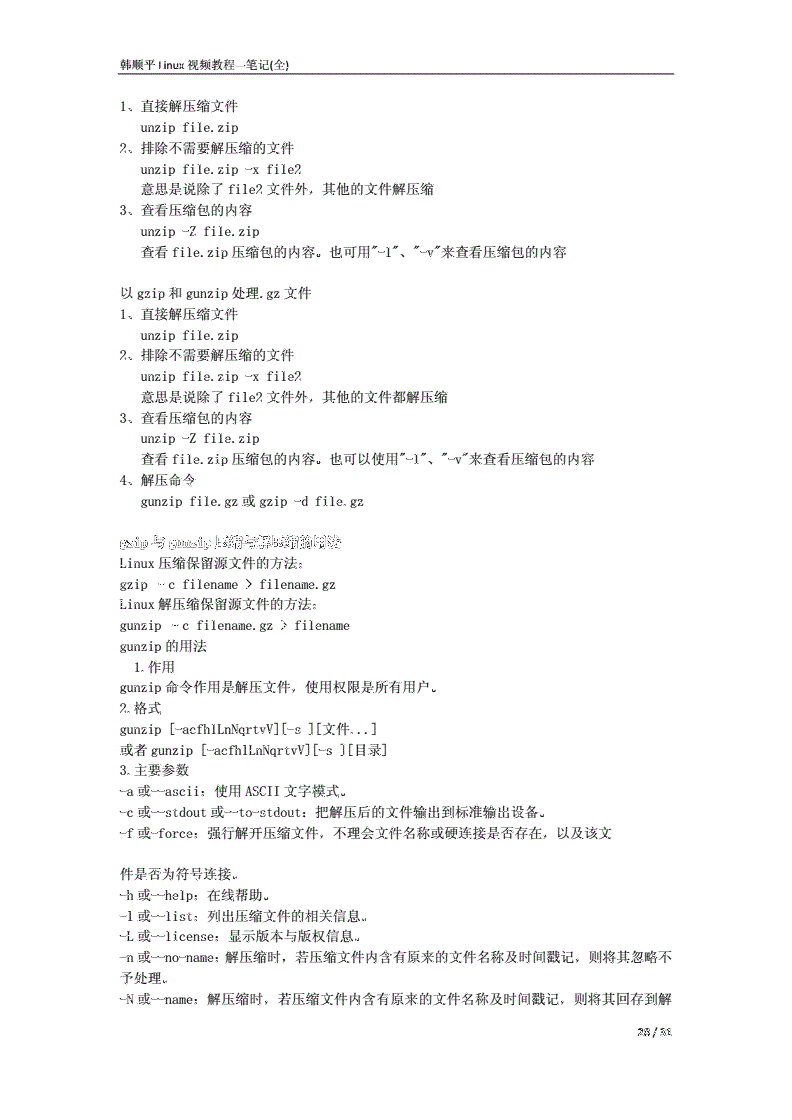 韩顺平 linux 视频教程—笔记(全)
1、直接解压缩文件
unzip file.zip
2、排除不需要解压缩的文件
unzip file.zip -x file2
意思是说除了 file2 文件外，其他的文件解压缩
3、查看压缩包的内容
unzip -Z file.zip
查看 file.zip 压缩包的内容。也可用"-l"、"-v"来查看压缩包的内容
以 gzip 和 gunzip 处理.gz 文件
1、直接解压缩文件
unzip file.zip
2、排除不需要解压缩的文件
unzip file.zip -x file2
意思是说除了 file2 文件外，其他的文件都解压缩
3、查看压缩包的内容
unzip -Z file.zip
查看 file.zip 压缩包的内容。也可以使用"-l"、"-v"来查看压缩包的内容
4、解压命令
gunzip file.gz 或 gzip -d file.gz
gzip 与 gunzip 压缩与解压缩的用法
Linux 压缩保留源文件的方法：
gzip -c filename > filename.gz
Linux 解压缩保留源文件的方法：
gunzip -c filename.gz > filename
gunzip 的用法
1.作用
gunzip 命令作用是解压文件，使用权限是所有用户。
2.格式
gunzip [-acfhlLnNqrtvV][-s ][文件...]
或者 gunzip [-acfhlLnNqrtvV][-s ][目录]
3.主要参数
-a 或--ascii：使用 ASCII 文字模式。
-c 或--stdout 或--to-stdout：把解压后的文件输出到标准输出设备。
-f 或-force：强行解开压缩文件，不理会文件名称或硬连接是否存在，以及该文
件是否为符号连接。
-h 或--help：在线帮助。
-l 或--list：列出压缩文件的相关信息。
-L 或--license：显示版本与版权信息。
-n 或--no-name：解压缩时，若压缩文件内含有原来的文件名称及时间戳记，则将其忽略不
予处理。
-N 或--name：解压缩时，若压缩文件内含有原来的文件名称及时间戳记，则将其回存到解